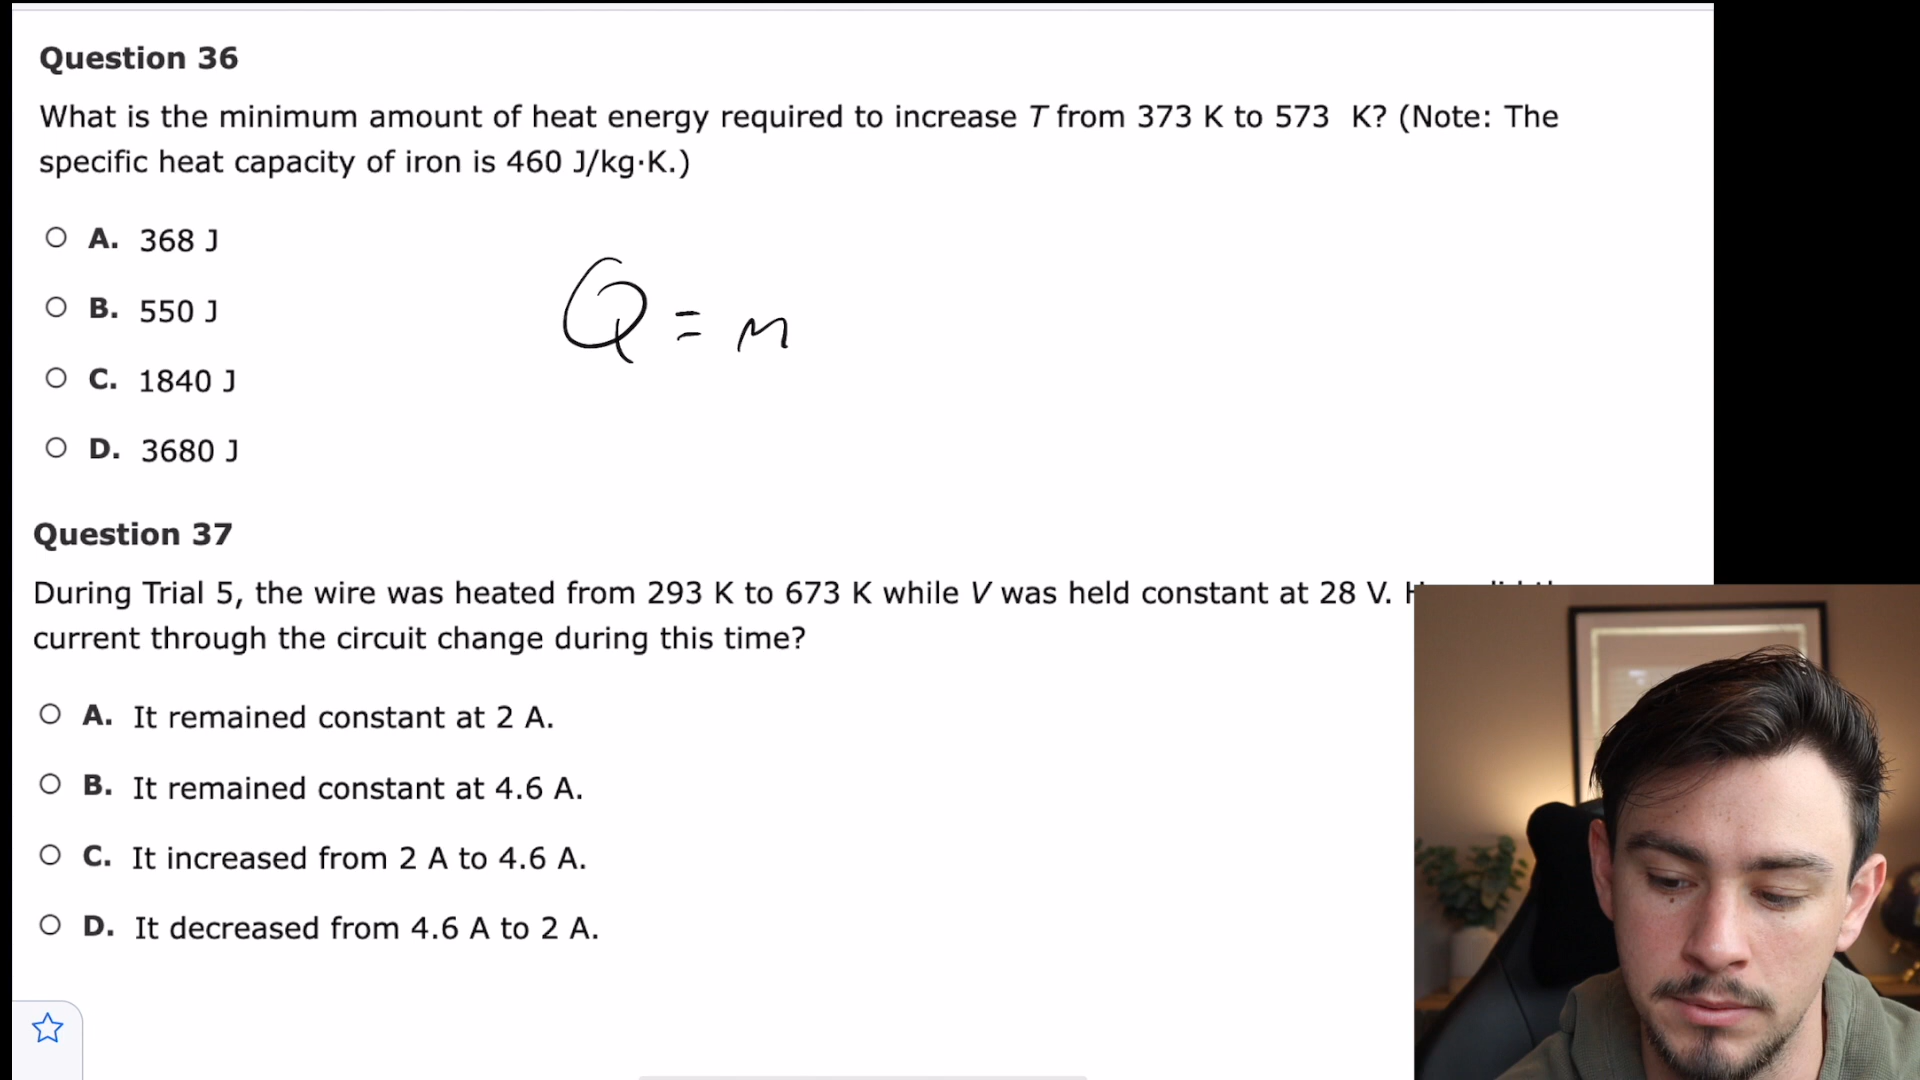 Question 36
What is the minimum amount of heat energy required to increase T from 373 K to 573 K? (Note: The
specific heat capacity of iron is 460 J/kg·K.)
A. 368 J
B. 550 J
C. 1840 J
D. 3680 J
Q = m
Question 37
During Trial 5, the wire was heated from 293 K to 673 K while V was held constant at 28 V.
current through the circuit change during this time?
A. It remained constant at 2 A.
B. It remained constant at 4.6 A.
C. It increased from 2 A to 4.6 A.
D. It decreased from 4.6 A to 2 A.